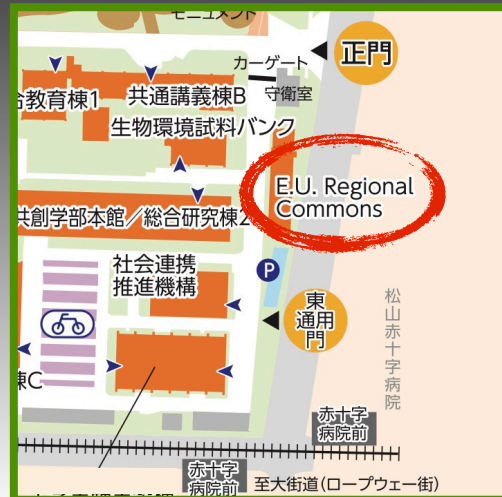 モニュメント
カーゲート
正門
守衛室
合教育棟1
共通講義棟B
生物環境試料バンク
E.U. Regional
Commons
共創学部本館／総合研究棟2
社会連携
推進機構
P
東
通用
門
松山赤十字病院
棟C
赤十字
病院前
赤十字
病院前
至大街道(ロープウェー街)